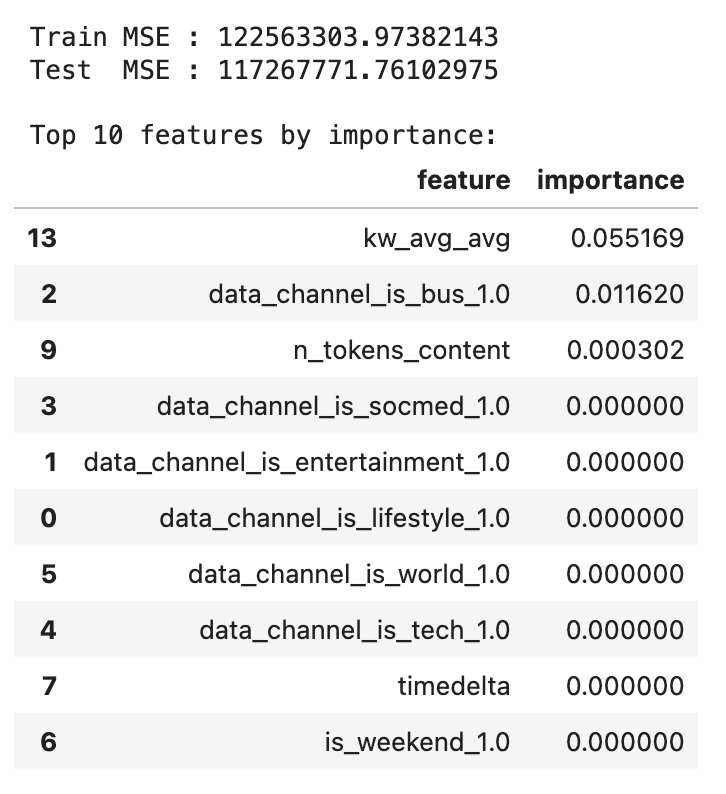 Train MSE : 122563303.97382143
Test  MSE : 117267771.76102975
Top 10 features by importance:
feature importance
13 kw_avg_avg 0.055169
2 data_channel_is_bus_1.0 0.011620
9 n_tokens_content 0.000302
3 data_channel_is_socmed_1.0 0.000000
1 data_channel_is_entertainment_1.0 0.000000
0 data_channel_is_lifestyle_1.0 0.000000
5 data_channel_is_world_1.0 0.000000
4 data_channel_is_tech_1.0 0.000000
7 timedelta 0.000000
6 is_weekend_1.0 0.000000